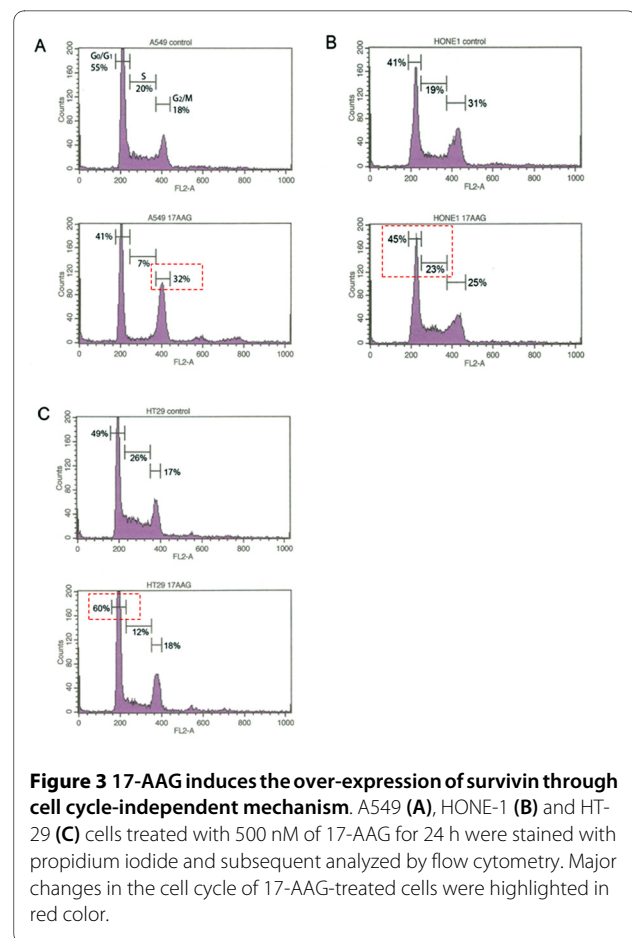 A
A549 control
G0/G1
55%
S
20%
G2/M
18%
Counts
200
160
120
80
40
0
0 200 400 600 800 1000
FL2-A
A549 17AAG
41%
7%
32%
Counts
200
160
120
80
40
0
0 200 400 600 800 1000
FL2-A
B
HONE1 control
41%
19%
31%
Counts
200
160
120
80
40
0
0 200 400 600 800 1000
FL2-A
HONE1 17AAG
45%
23%
25%
Counts
200
160
120
80
40
0
0 200 400 600 800 1000
FL2-A
C
HT29 control
49%
26%
17%
Counts
200
160
120
80
40
0
0 200 400 600 800 1000
FL2-A
HT29 17AAG
60%
12%
18%
Counts
200
160
120
80
40
0
0 200 400 600 800 1000
FL2-A
Figure 3 17-AAG induces the over-expression of survivin through
cell cycle-independent mechanism. A549 (A), HONE-1 (B) and HT-
29 (C) cells treated with 500 nM of 17-AAG for 24 h were stained with
propidium iodide and subsequent analyzed by flow cytometry. Major
changes in the cell cycle of 17-AAG-treated cells were highlighted in
red color.